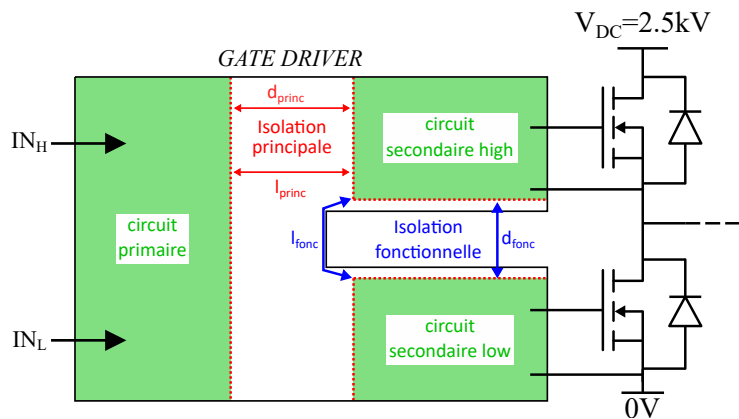 V_DC=2.5kV
GATE DRIVER
d_princ
Isolation
principale
l_princ
circuit
secondaire high
IN_H
circuit
primaire
l_fonc
Isolation
fonctionnelle
d_fonc
IN_L
circuit
secondaire low
0V